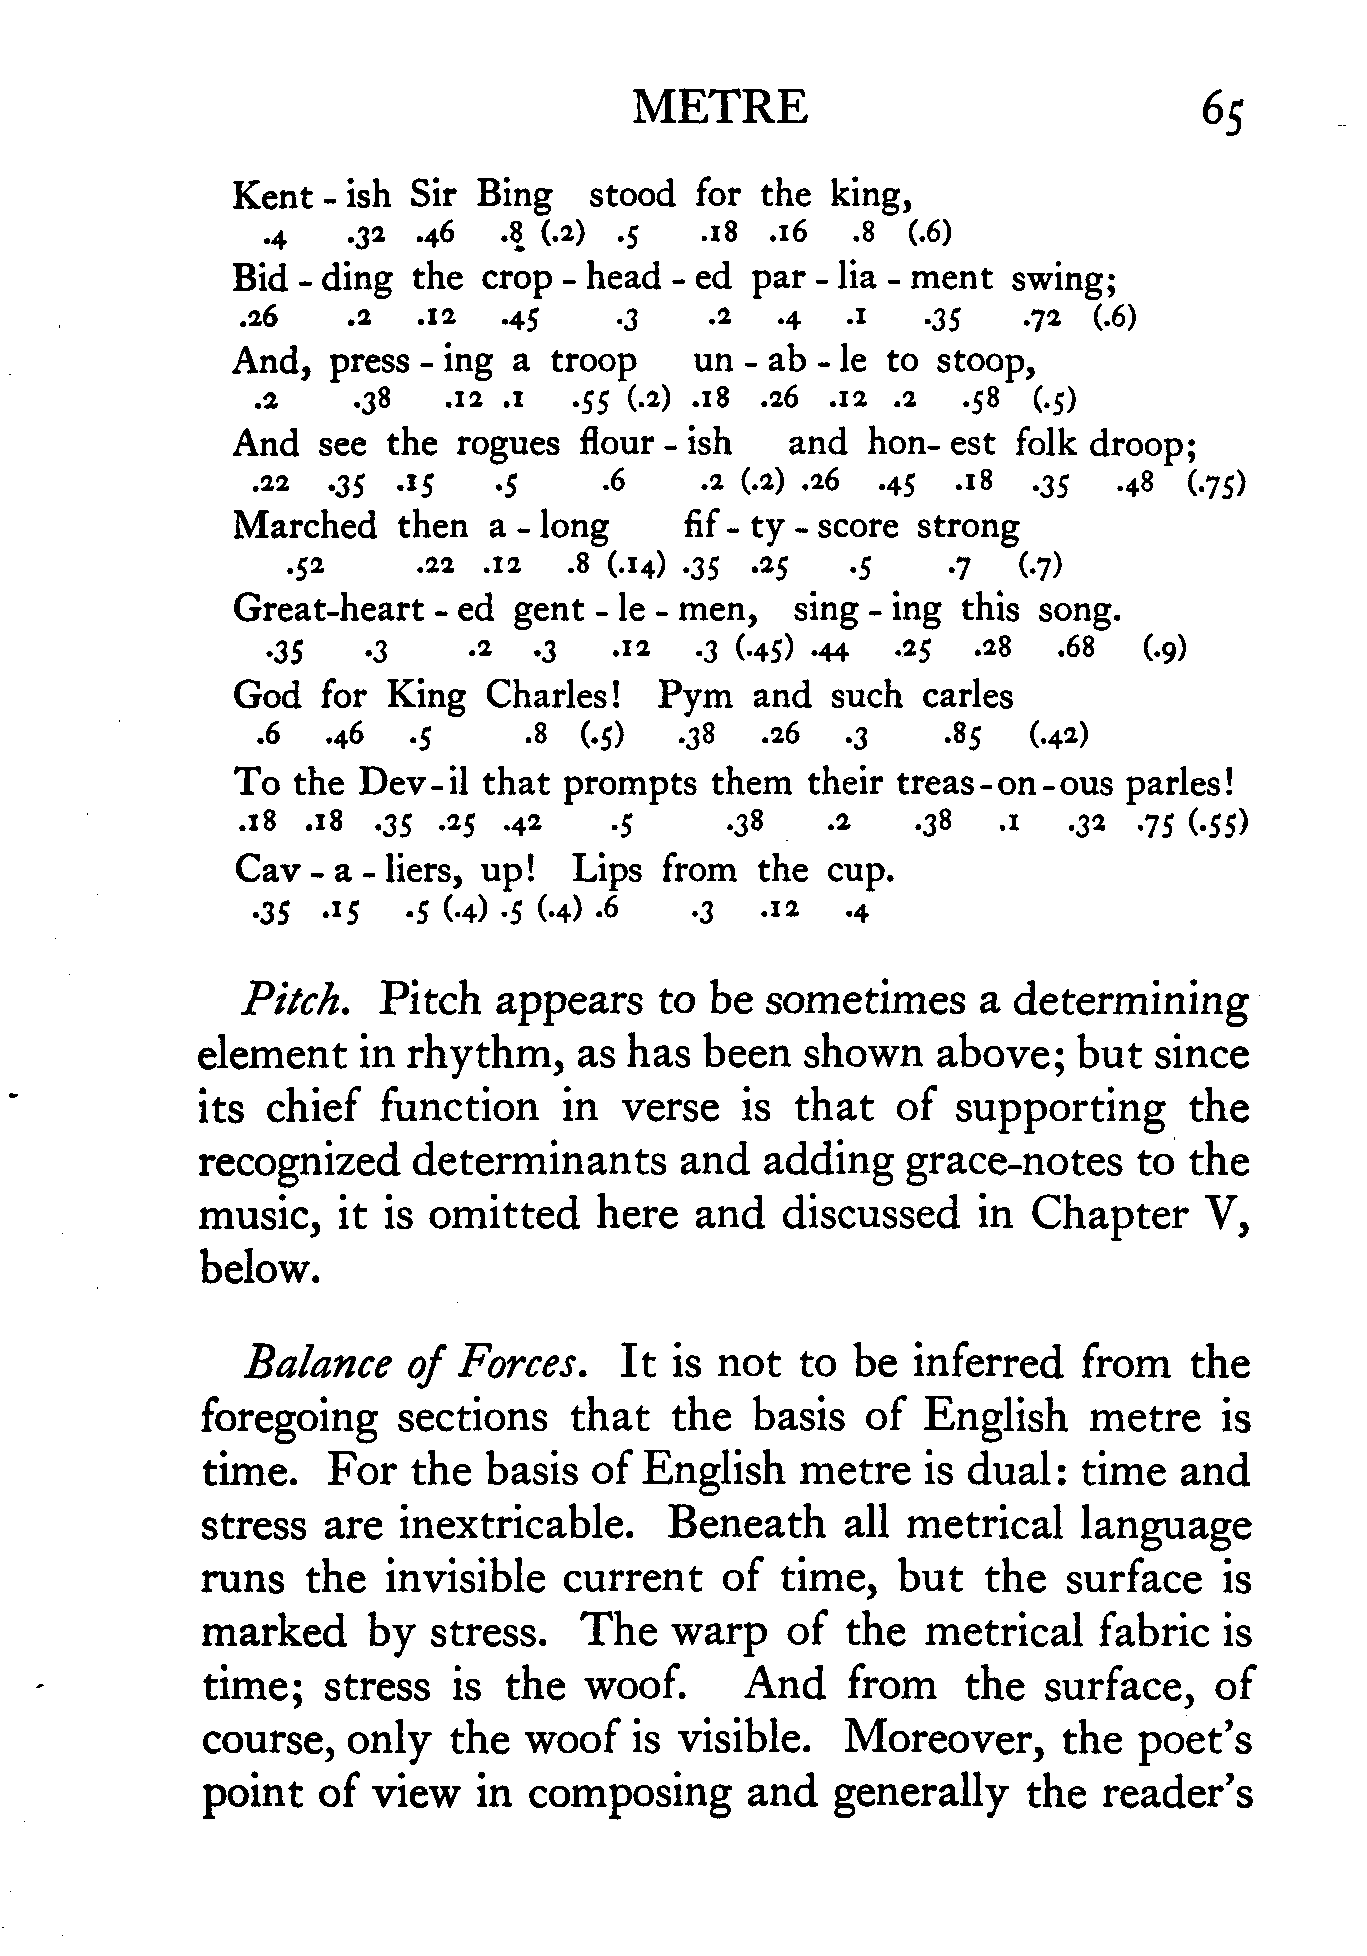 METRE 65
Kent - ish Sir Bing stood for the king,
.4 .32 .46 .8 (.2) .5 .18 .16 .8 (.6)
Bid - ding the crop - head - ed par - lia - ment swing;
.26 .2 .12 .45 .3 .2 .4 .1 .35 .72 (.6)
And, press - ing a troop un - ab - le to stoop,
.2 .38 .12 .1 .55 (.2) .18 .26 .12 .2 .58 (.5)
And see the rogues flour - ish and hon- est folk droop;
.22 .35 .15 .5 .6 .2 (.2) .26 .45 .18 .35 .48 (.75)
Marched then a - long fif - ty - score strong
.52 .22 .12 .8 (.14) .35 .25 .5 .7 (.7)
Great-heart - ed gent - le - men, sing - ing this song.
.35 .3 .2 .3 .12 .3 (.45) .44 .25 .28 .68 (.9)
God for King Charles! Pym and such carles
.6 .46 .5 .8 (.5) .38 .26 .3 .85 (.42)
To the Dev-il that prompts them their treas-on-ous parles!
.18 .18 .35 .25 .42 .5 .38 .2 .38 .1 .32 .75 (.55)
Cav - a - liers, up! Lips from the cup.
.35 .15 .5 (.4) .5 (.4) .6 .3 .12 .4
Pitch. Pitch appears to be sometimes a determining
element in rhythm, as has been shown above; but since
its chief function in verse is that of supporting the
recognized determinants and adding grace-notes to the
music, it is omitted here and discussed in Chapter V,
below.
Balance of Forces. It is not to be inferred from the
foregoing sections that the basis of English metre is
time. For the basis of English metre is dual: time and
stress are inextricable. Beneath all metrical language
runs the invisible current of time, but the surface is
marked by stress. The warp of the metrical fabric is
time; stress is the woof. And from the surface, of
course, only the woof is visible. Moreover, the poet's
point of view in composing and generally the reader's